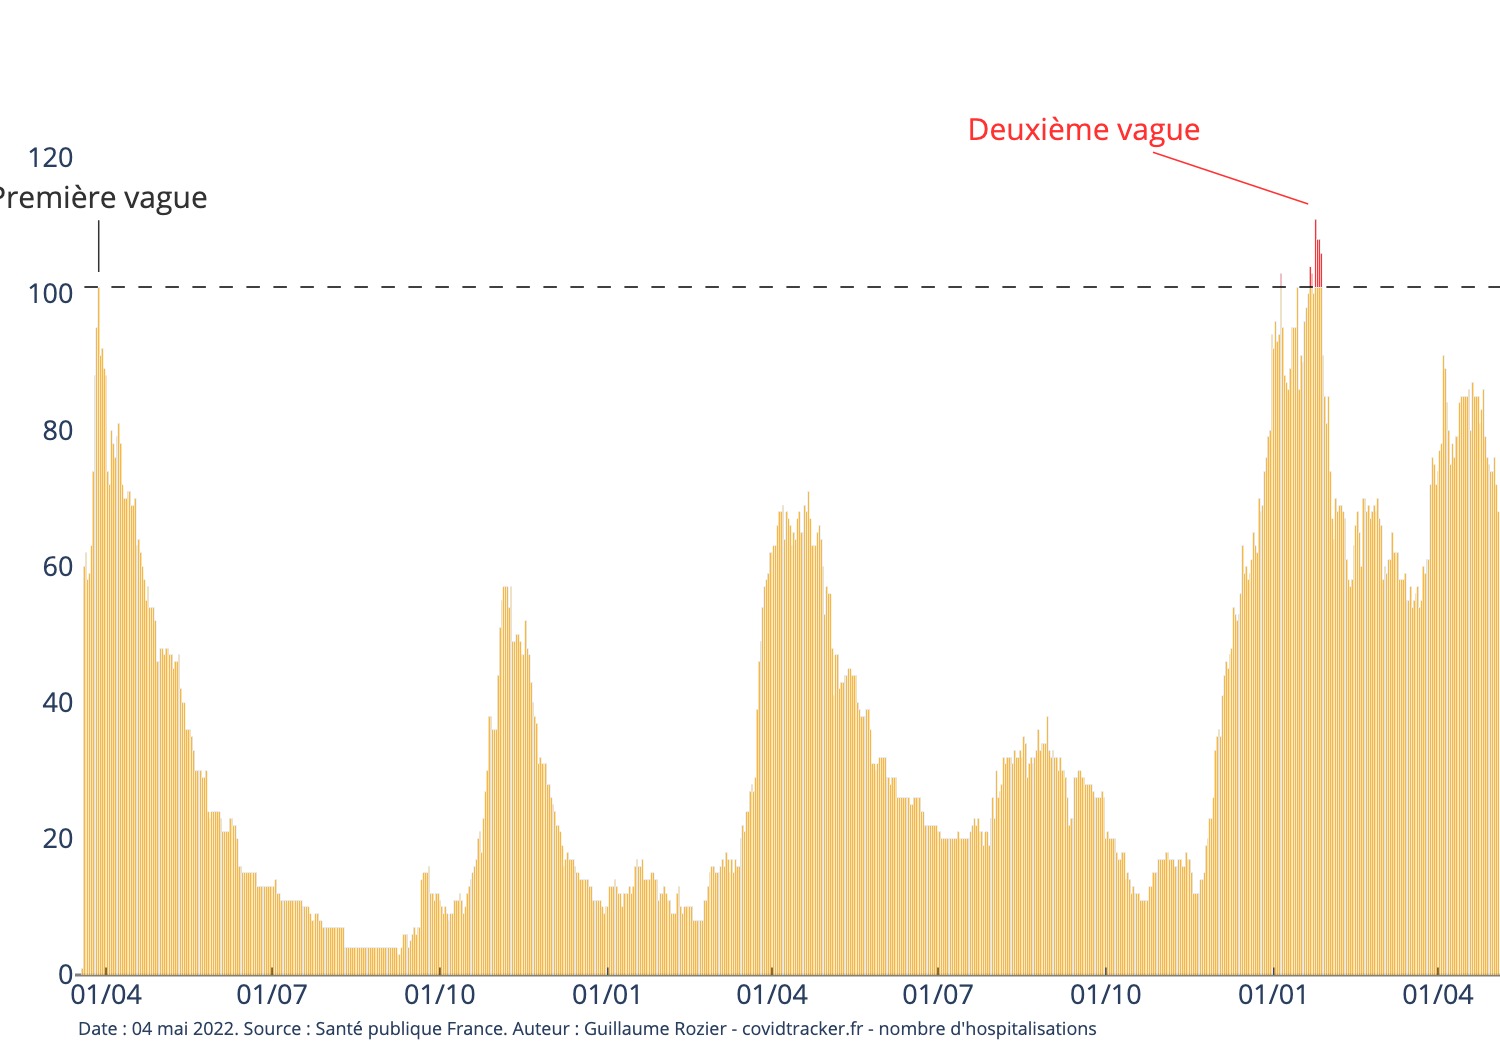 Deuxième vague
120
Première vague
100
80
60
40
20
0
01/04 01/07 01/10 01/01 01/04 01/07 01/10 01/01 01/04
Date : 04 mai 2022. Source : Santé publique France. Auteur : Guillaume Rozier - covidtracker.fr - nombre d'hospitalisations